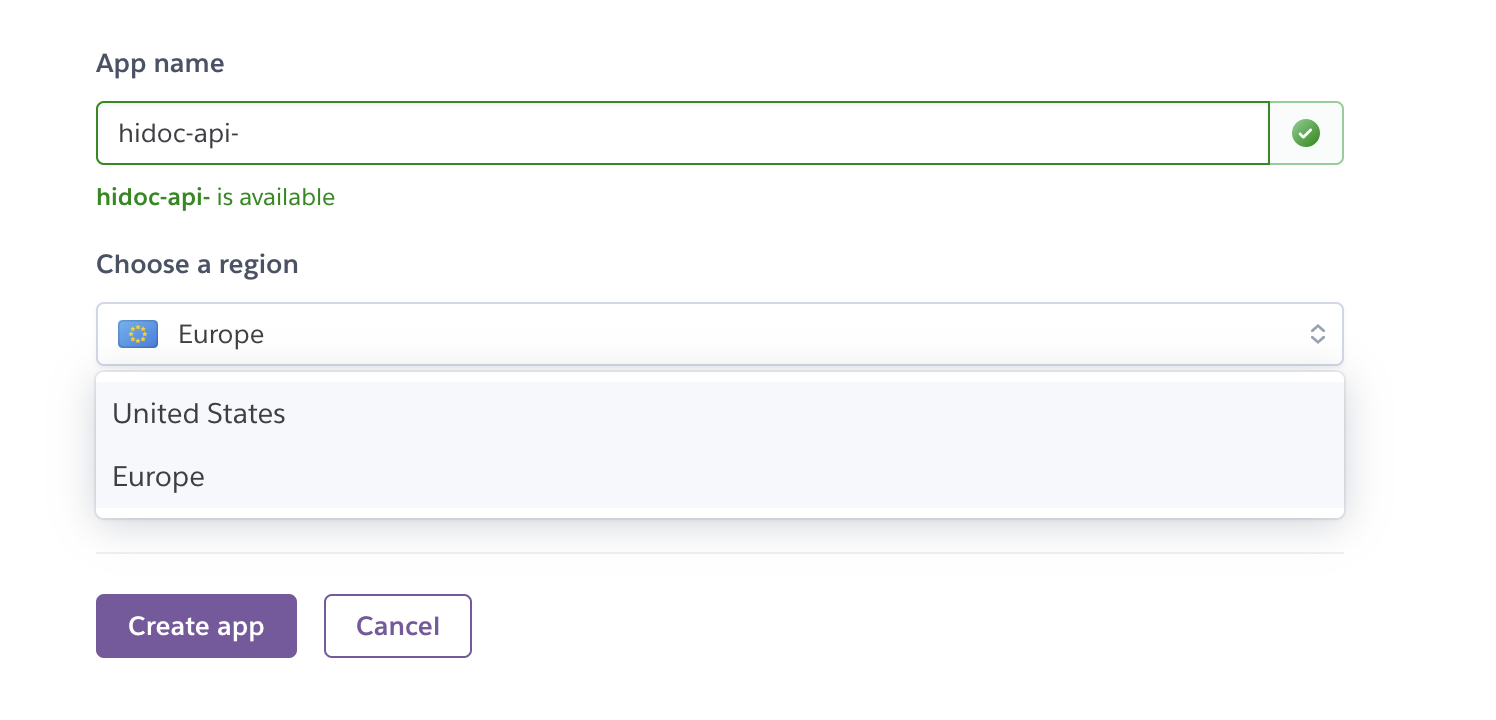 App name
hidoc-api-
hidoc-api- is available
Choose a region
Europe
United States
Europe
Create app Cancel